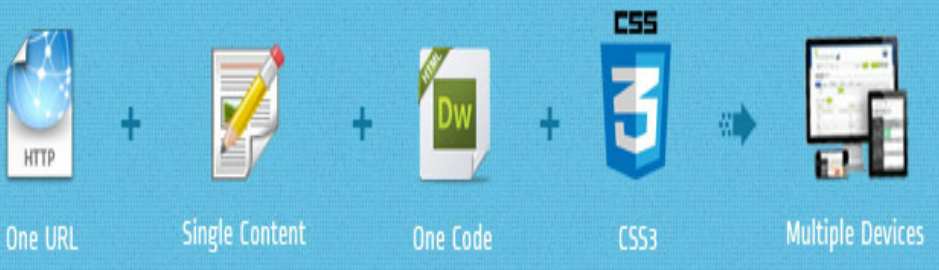 CSS
HTML
Dw
3
HTTP
One URL
+
Single Content
+
One Code
+
CSS3
Multiple Devices